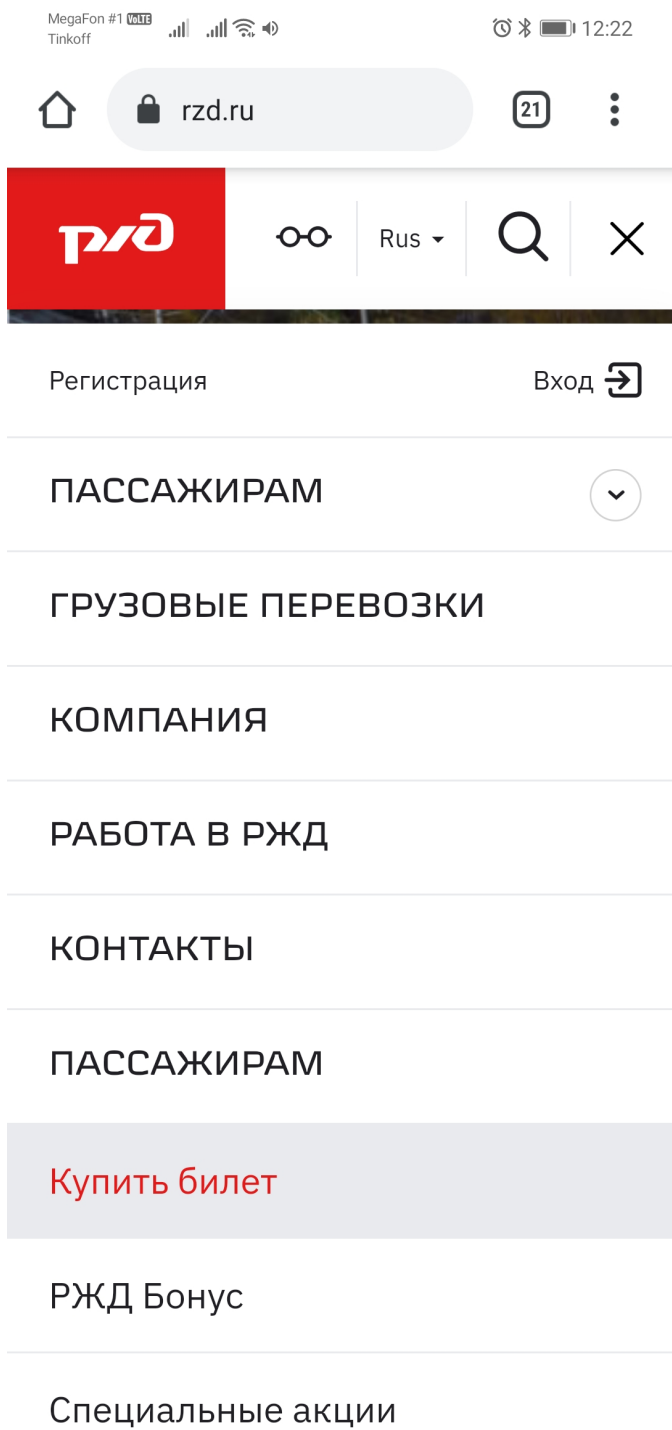 MegaFon #1 VoLTE
Tinkoff
12:22
rzd.ru
21
ржд
Rus
Регистрация
Вход
ПАССАЖИРАМ
ГРУЗОВЫЕ ПЕРЕВОЗКИ
КОМПАНИЯ
РАБОТА В РЖД
КОНТАКТЫ
ПАССАЖИРАМ
Купить билет
РЖД Бонус
Специальные акции